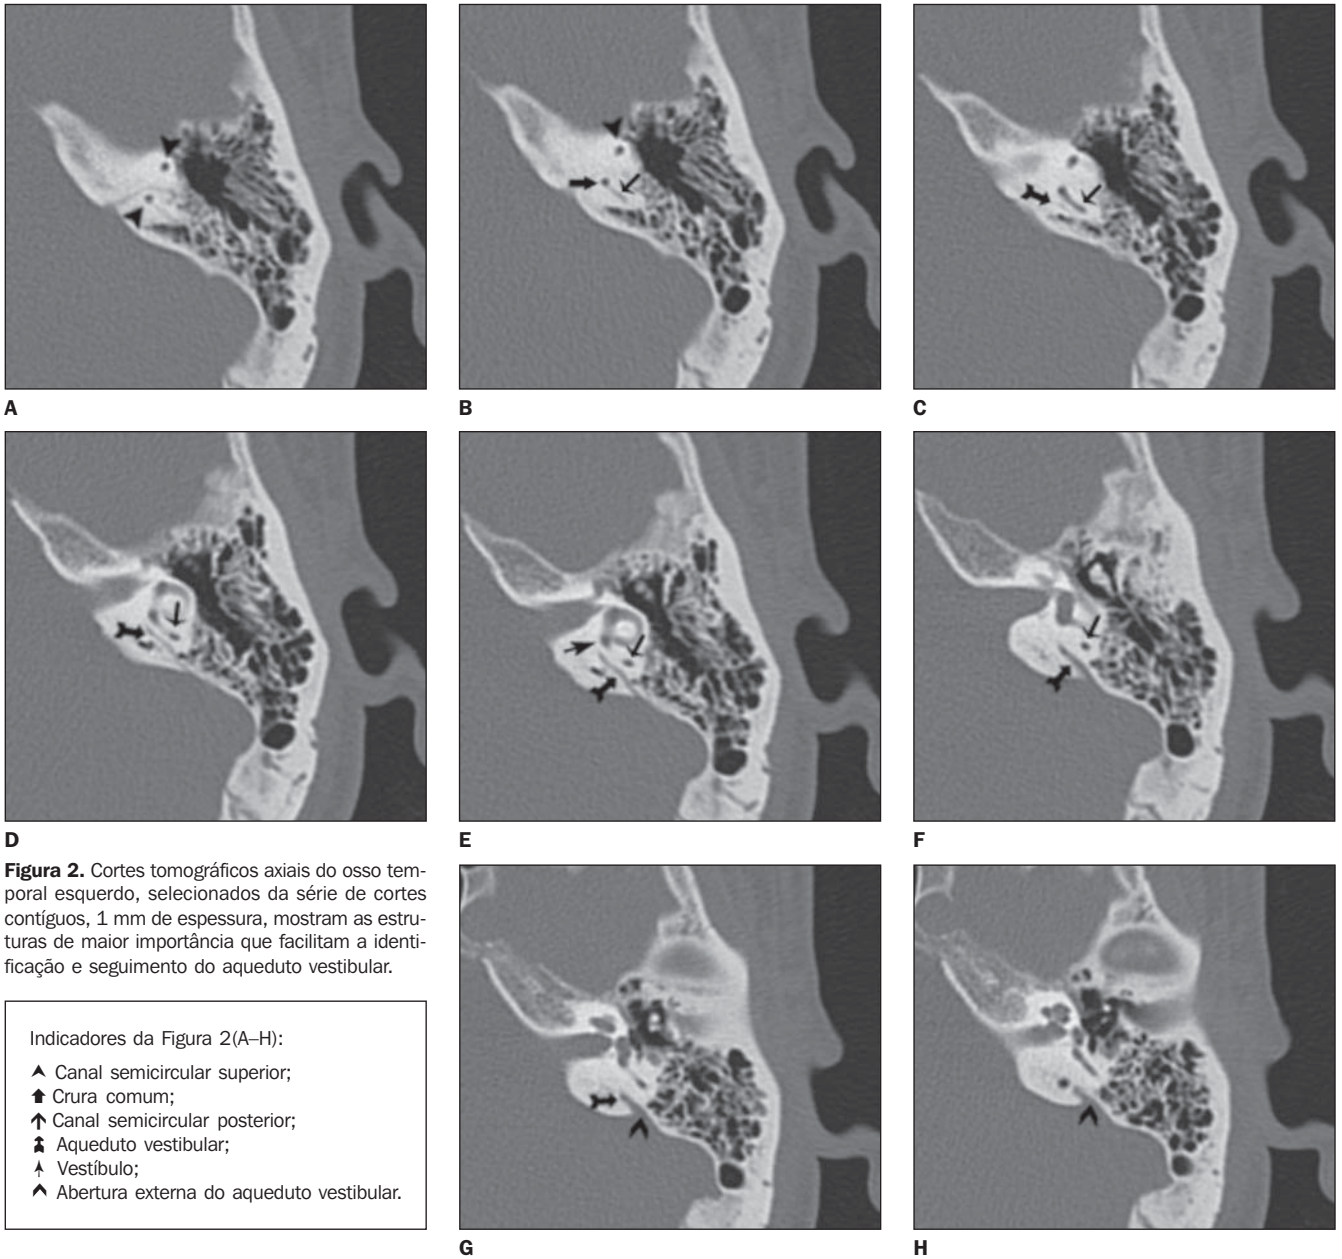 A
B
C
D
E
F
Figura 2. Cortes tomográficos axiais do osso tem-
poral esquerdo, selecionados da série de cortes
contíguos, 1 mm de espessura, mostram as estru-
turas de maior importância que facilitam a identi-
ficação e seguimento do aqueduto vestibular.
Indicadores da Figura 2(A–H):
Canal semicircular superior;
Crura comum;
Canal semicircular posterior;
Aqueduto vestibular;
Vestíbulo;
Abertura externa do aqueduto vestibular.
G
H